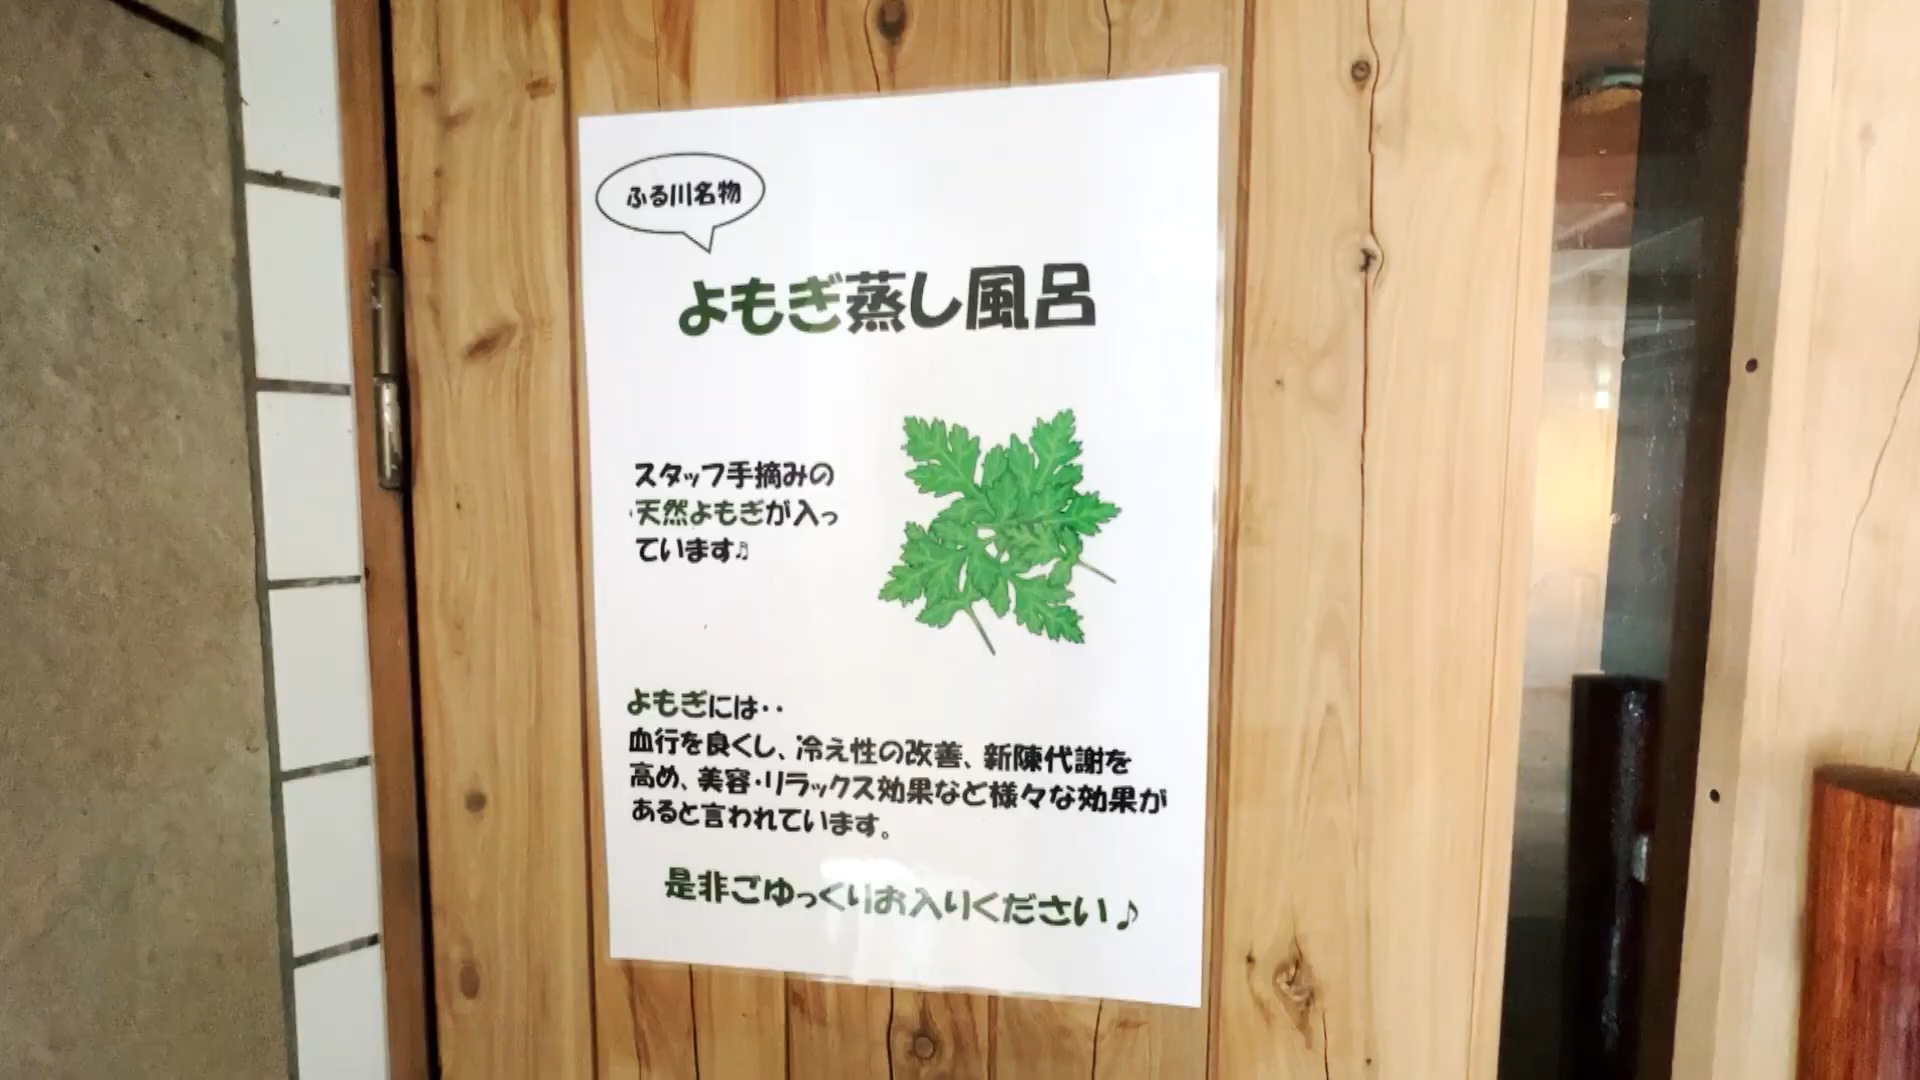 ふる川名物
よもぎ蒸し風呂
スタッフ手摘みの
天然よもぎが入っ
ています♫
よもぎには・・
血行を良くし、冷え性の改善、新陳代謝を
高め、美容・リラックス効果など様々な効果が
あると言われています。
是非ごゆっくりお入りください♪